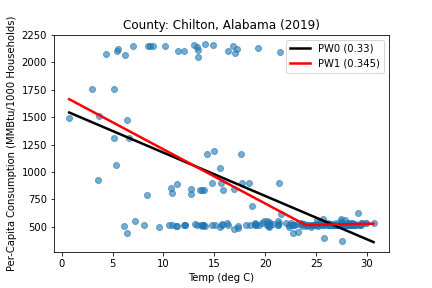 County: Chilton, Alabama (2019)
Per-Capita Consumption (MMBtu/1000 Households)
2250
2000
1750
1500
1250
1000
750
500
PW0 (0.33)
PW1 (0.345)
0 5 10 15 20 25 30
Temp (deg C)